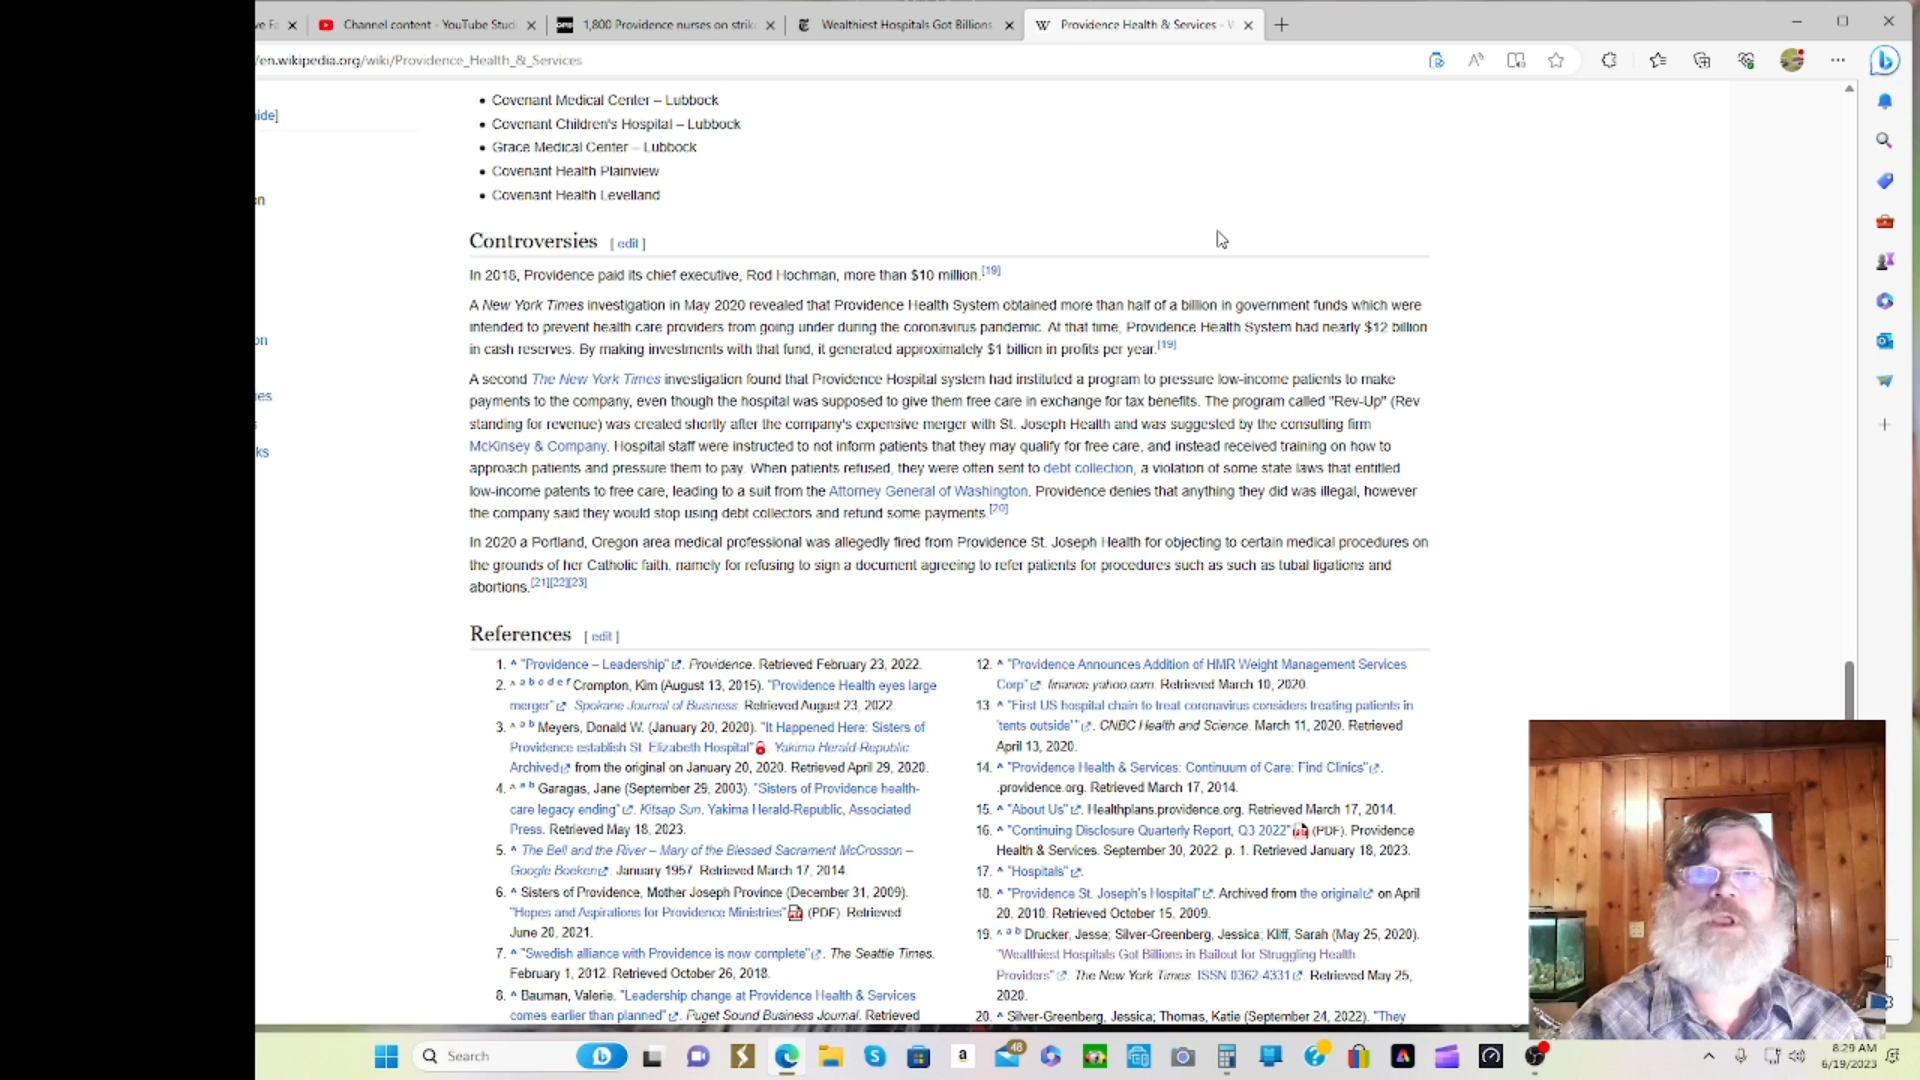 ve Fa
Channel content - YouTube Studi
OPB
1,800 Providence nurses on strik
Wealthiest Hospitals Got Billions
Providence Health & Services - W
/en.wikipedia.org/wiki/Providence_Health_&_Services
ide]
on
es
ks
• Covenant Medical Center – Lubbock
• Covenant Children's Hospital – Lubbock
• Grace Medical Center – Lubbock
• Covenant Health Plainview
• Covenant Health Levelland
Controversies [ edit ]
In 2018, Providence paid its chief executive, Rod Hochman, more than $10 million.[19]
A New York Times investigation in May 2020 revealed that Providence Health System obtained more than half of a billion in government funds which were
intended to prevent health care providers from going under during the coronavirus pandemic. At that time, Providence Health System had nearly $12 billion
in cash reserves. By making investments with that fund, it generated approximately $1 billion in profits per year.[19]
A second The New York Times investigation found that Providence Hospital system had instituted a program to pressure low-income patients to make
payments to the company, even though the hospital was supposed to give them free care in exchange for tax benefits. The program called "Rev-Up" (Rev
standing for revenue) was created shortly after the company's expensive merger with St. Joseph Health and was suggested by the consulting firm
McKinsey & Company. Hospital staff were instructed to not inform patients that they may qualify for free care, and instead received training on how to
approach patients and pressure them to pay. When patients refused, they were often sent to debt collection, a violation of some state laws that entitled
low-income patents to free care, leading to a suit from the Attorney General of Washington. Providence denies that anything they did was illegal, however
the company said they would stop using debt collectors and refund some payments.[20]
In 2020 a Portland, Oregon area medical professional was allegedly fired from Providence St. Joseph Health for objecting to certain medical procedures on
the grounds of her Catholic faith, namely for refusing to sign a document agreeing to refer patients for procedures such as such as tubal ligations and
abortions.[21][22][23]
References [ edit ]
1. ^ "Providence – Leadership". Providence. Retrieved February 23, 2022.
2. ^ a b c d e f Crompton, Kim (August 13, 2015). "Providence Health eyes large
merger". Spokane Journal of Business. Retrieved August 23, 2022.
3. ^ a b Meyers, Donald W. (January 20, 2020). "It Happened Here: Sisters of
Providence establish St. Elizabeth Hospital" Yakima Herald-Republic.
Archived from the original on January 20, 2020. Retrieved April 29, 2020.
4. ^ a b Garagas, Jane (September 29, 2003). "Sisters of Providence health-
care legacy ending". Kitsap Sun. Yakima Herald-Republic, Associated
Press. Retrieved May 18, 2023.
5. ^ The Bell and the River – Mary of the Blessed Sacrament McCrosson –
Google Boeken. January 1957. Retrieved March 17, 2014.
6. ^ Sisters of Providence, Mother Joseph Province (December 31, 2009).
"Hopes and Aspirations for Providence Ministries" (PDF). Retrieved
June 20, 2021.
7. ^ "Swedish alliance with Providence is now complete". The Seattle Times.
February 1, 2012. Retrieved October 26, 2018.
8. ^ Bauman, Valerie. "Leadership change at Providence Health & Services
comes earlier than planned". Puget Sound Business Journal. Retrieved
12. ^ "Providence Announces Addition of HMR Weight Management Services
Corp" finance.yahoo.com. Retrieved March 10, 2020.
13. ^ "First US hospital chain to treat coronavirus considers treating patients in
'tents outside'". CNBC Health and Science. March 11, 2020. Retrieved
April 13, 2020.
14. ^ "Providence Health & Services: Continuum of Care: Find Clinics".
.providence.org. Retrieved March 17, 2014.
15. ^ "About Us". Healthplans.providence.org. Retrieved March 17, 2014.
16. ^ "Continuing Disclosure Quarterly Report, Q3 2022" (PDF). Providence
Health & Services. September 30, 2022. p. 1. Retrieved January 18, 2023.
17. ^ "Hospitals".
18. ^ "Providence St. Joseph's Hospital". Archived from the original on April
20, 2010. Retrieved October 15, 2009.
19. ^ a b Drucker, Jesse; Silver-Greenberg, Jessica; Kliff, Sarah (May 25, 2020).
"Wealthiest Hospitals Got Billions in Bailout for Struggling Health
Providers". The New York Times. ISSN 0362-4331. Retrieved May 25,
2020.
20. ^ Silver-Greenberg, Jessica; Thomas, Katie (September 24, 2022). "They
Search
48
8:29 AM
6/19/2023